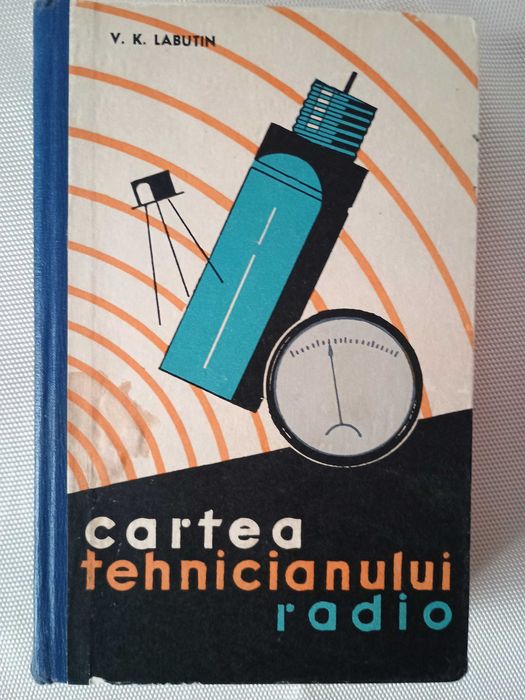 V. K. LABUTIN
cartea
tehnicianului
radio